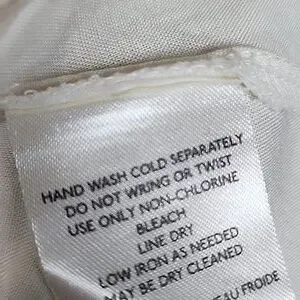 HAND WASH COLD SEPARATELY
DO NOT WRING OR TWIST
USE ONLY NON-CHLORINE
BLEACH
LINE DRY
LOW IRON AS NEEDED
MAY BE DRY CLEANED
FROIDE